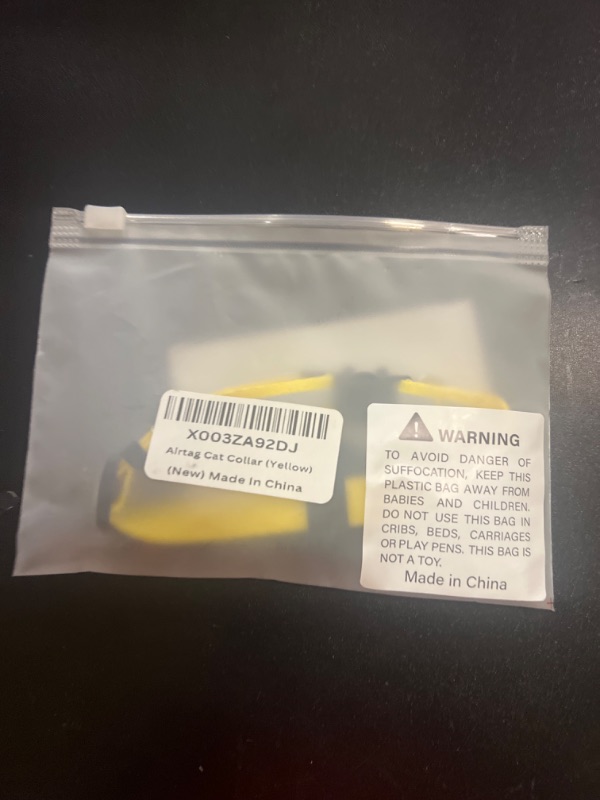 X003ZA92DJ
Airtag Cat Collar (Yellow)
(New) Made in China
WARNING
TO AVOID DANGER OF
SUFFOCATION, KEEP THIS
PLASTIC BAG AWAY FROM
BABIES AND CHILDREN.
DO NOT USE THIS BAG IN
CRIBS, BEDS, CARRIAGES
OR PLAY PENS. THIS BAG IS
NOT A TOY.
Made in China